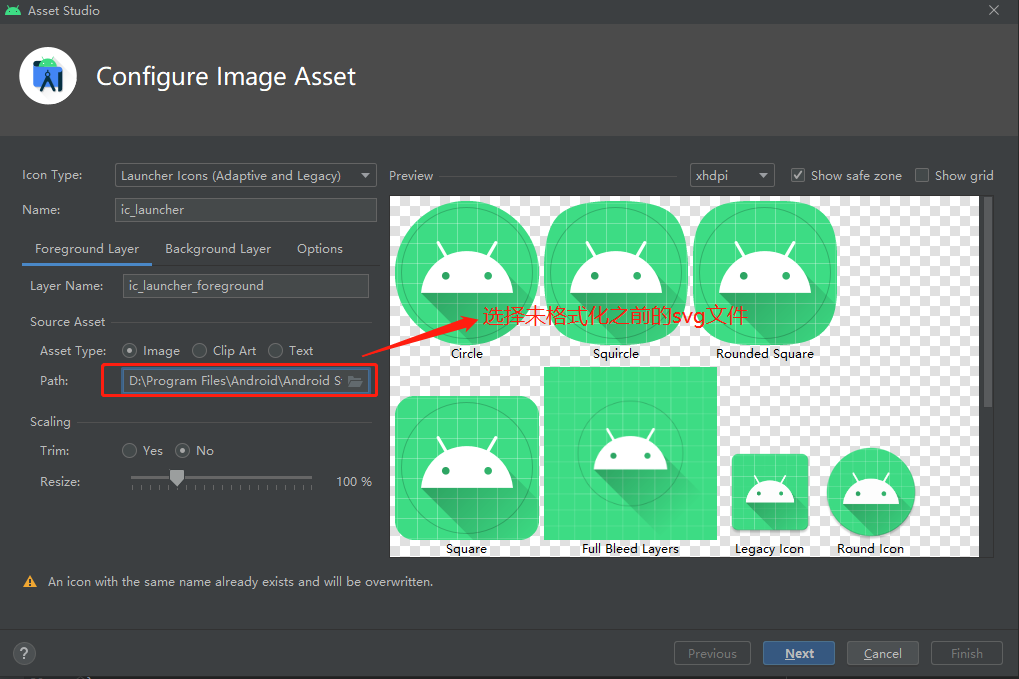 Asset Studio
Configure Image Asset
Icon Type:
Launcher Icons (Adaptive and Legacy)
Preview
xhdpi
Show safe zone
Show grid
Name:
ic_launcher
Foreground Layer
Background Layer
Options
Layer Name:
ic_launcher_foreground
Source Asset
选择未格式化之前的svg文件
Asset Type:
Image
Clip Art
Text
Circle
Squircle
Rounded Square
Path:
D:\Program Files\Android\Android S
Scaling
Trim:
Yes
No
Resize:
100 %
Square
Full Bleed Layers
Legacy Icon
Round Icon
An icon with the same name already exists and will be overwritten.
?
Previous
Next
Cancel
Finish